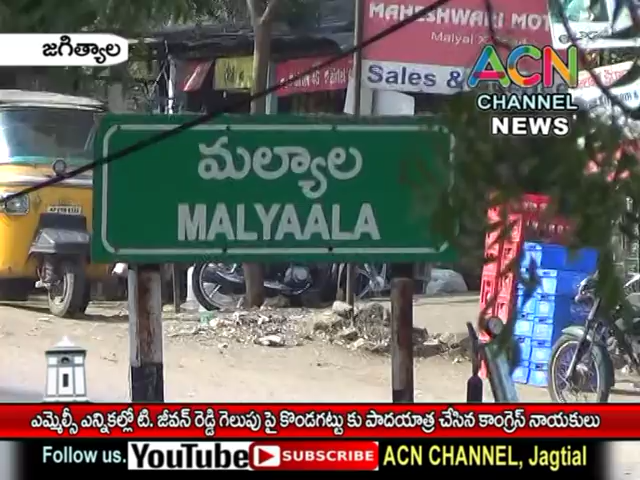 జగిత్యాల
MAHESHWARI MOT
Malyal X
Sales &
ACN
CHANNEL
NEWS
మల్యాల
MALYAALA
ఎమ్మెల్సీ ఎన్నికల్లో టి. జీవన్ రెడ్డి గెలుపు పై కొండగట్టు కు పాదయాత్ర చేసిన కాంగ్రెస్ నాయకులు
Follow us. YouTube SUBSCRIBE ACN CHANNEL, Jagtial